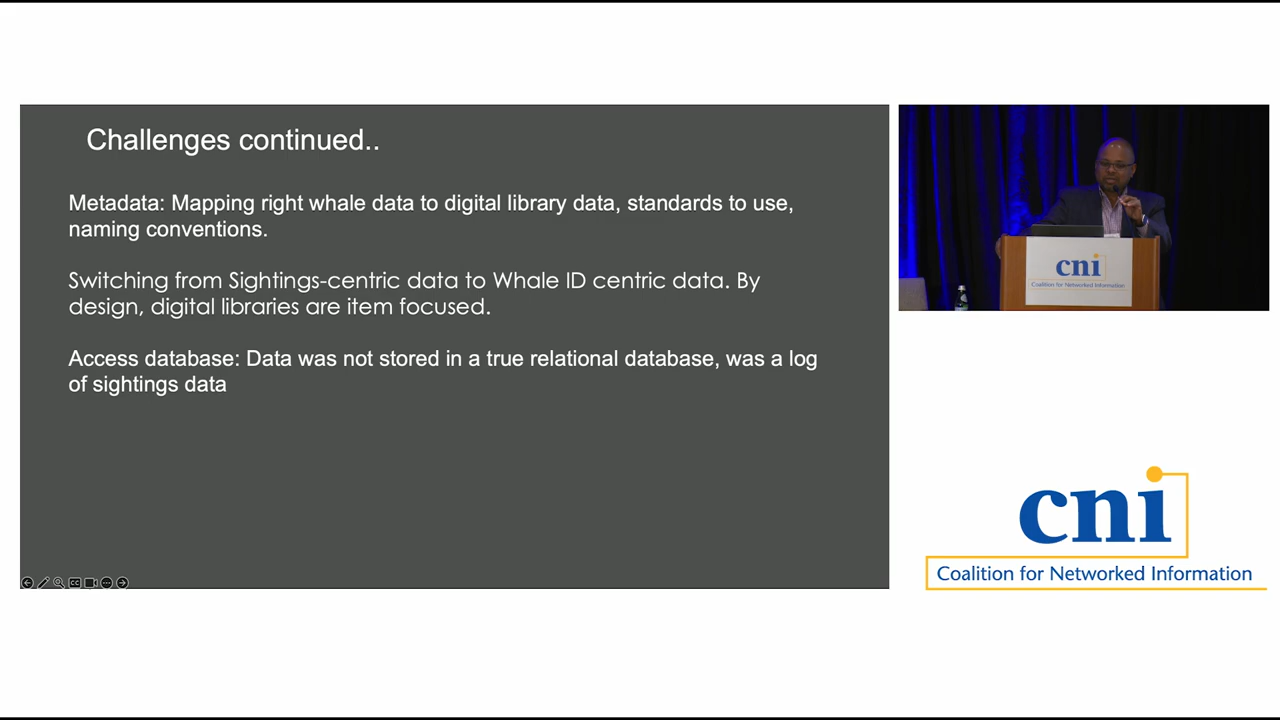 Challenges continued..
Metadata: Mapping right whale data to digital library data, standards to use,
naming conventions.
Switching from Sightings-centric data to Whale ID centric data. By
design, digital libraries are item focused.
Access database: Data was not stored in a true relational database, was a log
of sightings data
cni
Coalition for Networked Information
cni
Coalition for Networked Information